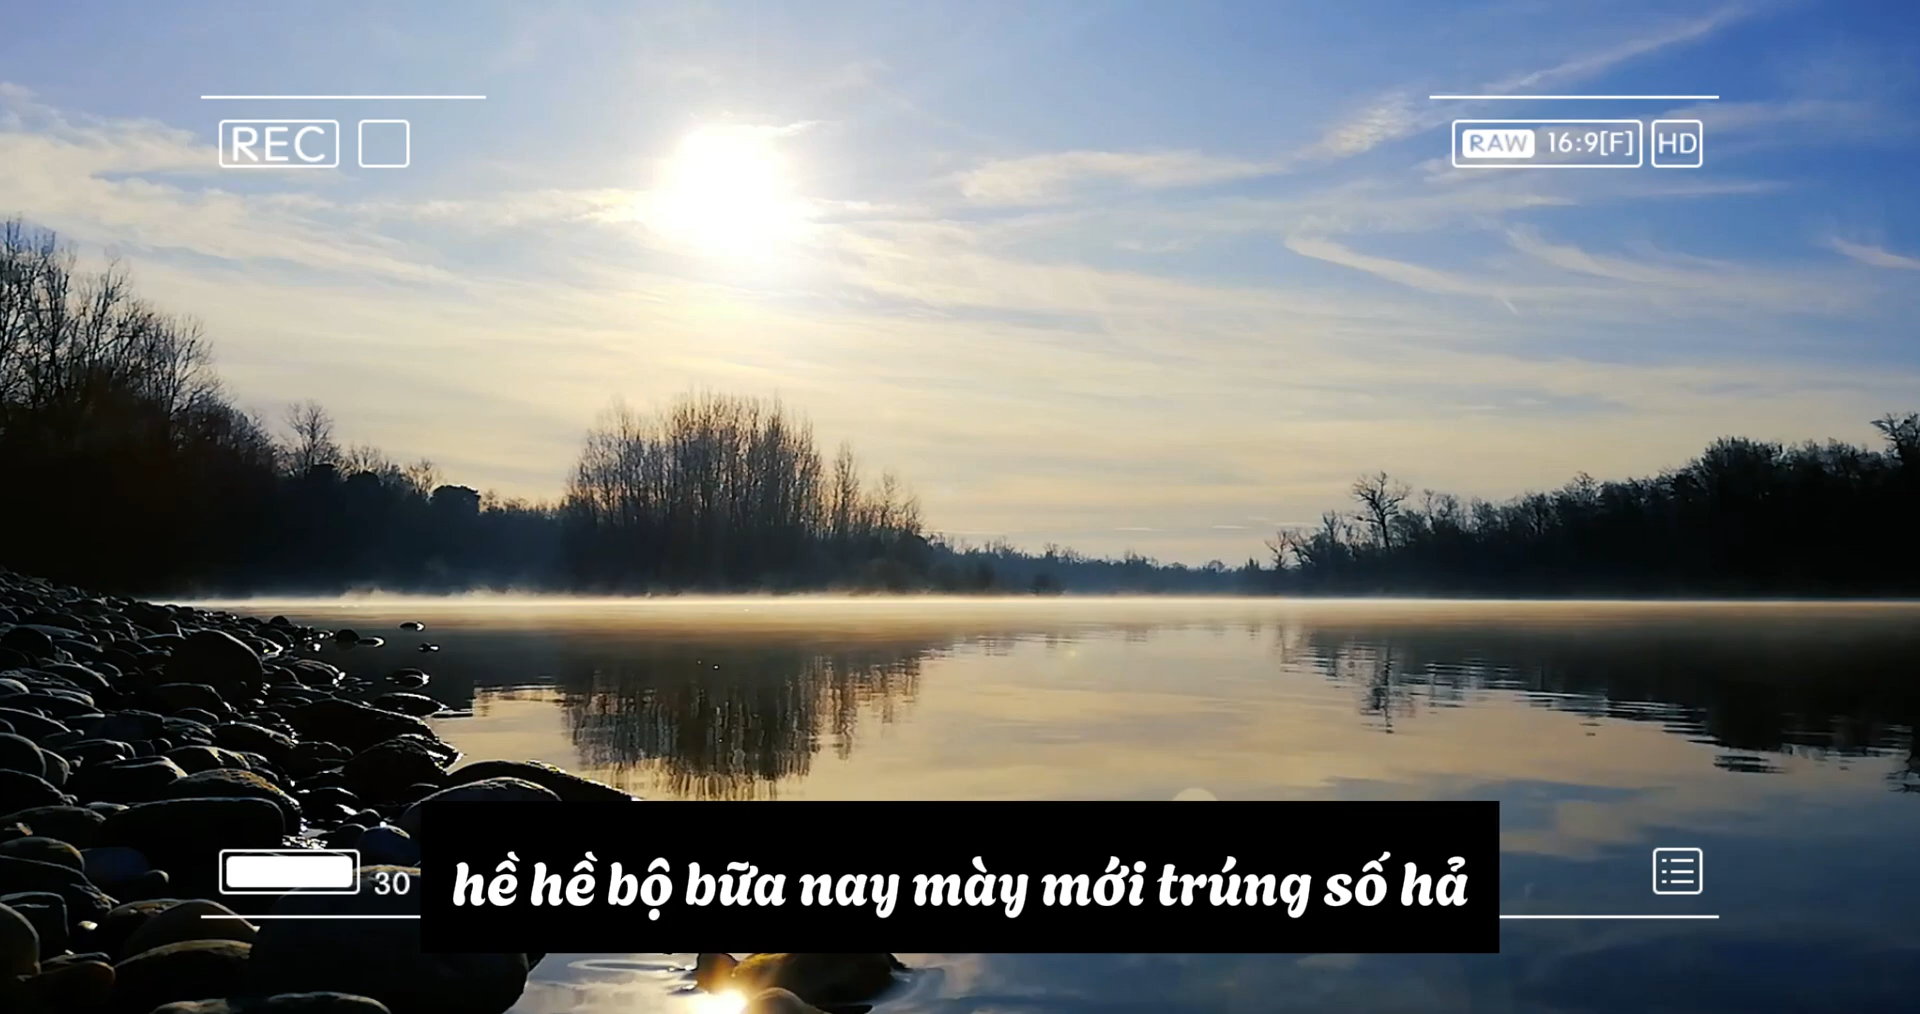 REC
RAW 16:9[F] HD
30
hề hề bộ bữa nay mày mới trúng số hả